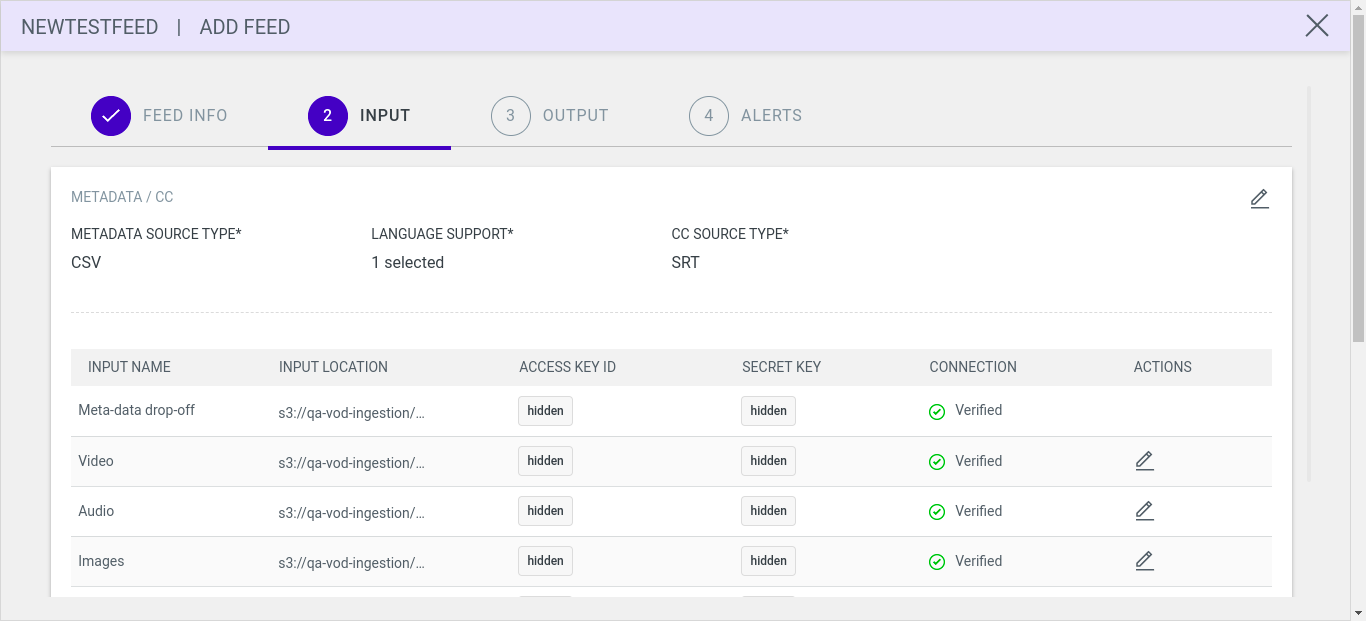 NEWTESTFEED | ADD FEED
FEED INFO 2 INPUT 3 OUTPUT 4 ALERTS
METADATA / CC
METADATA SOURCE TYPE* LANGUAGE SUPPORT* CC SOURCE TYPE*
CSV 1 selected SRT
INPUT NAME INPUT LOCATION ACCESS KEY ID SECRET KEY CONNECTION ACTIONS
Meta-data drop-off s3://qa-vod-ingestion/... hidden hidden Verified
Video s3://qa-vod-ingestion/... hidden hidden Verified
Audio s3://qa-vod-ingestion/... hidden hidden Verified
Images s3://qa-vod-ingestion/... hidden hidden Verified